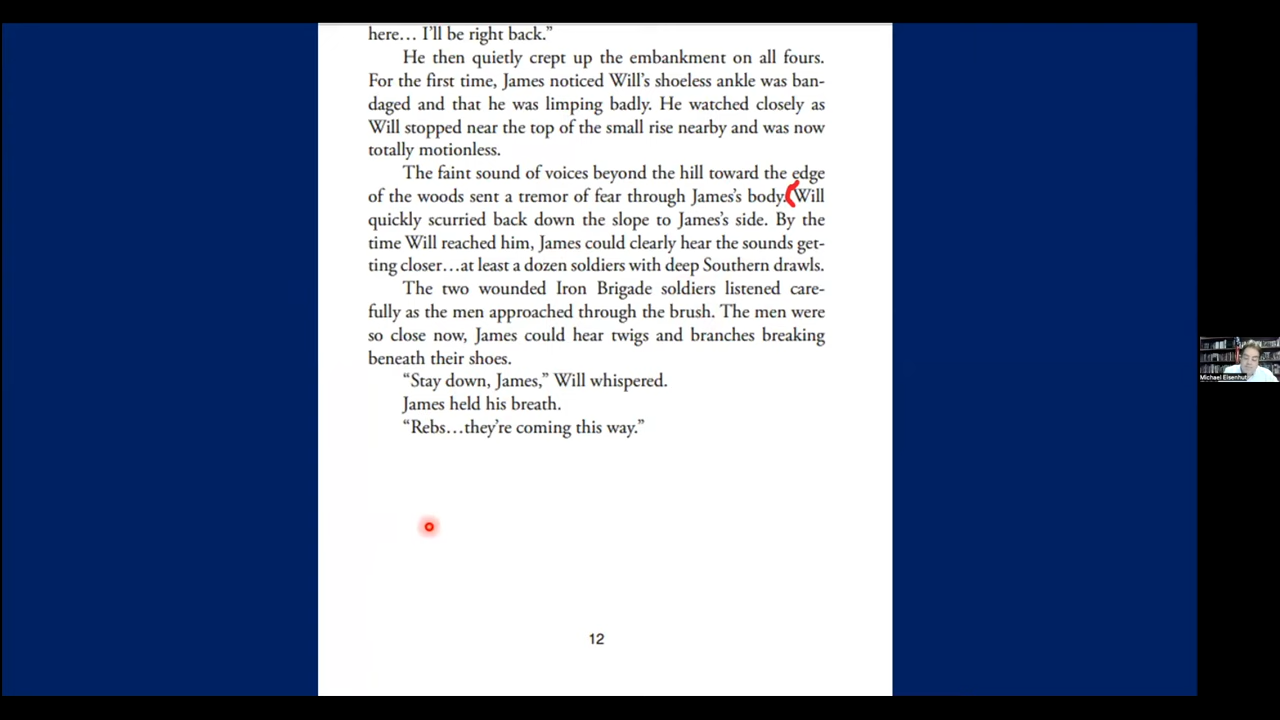 here… I’ll be right back.”
He then quietly crept up the embankment on all fours.
For the first time, James noticed Will’s shoeless ankle was ban-
daged and that he was limping badly. He watched closely as
Will stopped near the top of the small rise nearby and was now
totally motionless.
The faint sound of voices beyond the hill toward the edge
of the woods sent a tremor of fear through James’s body. Will
quickly scurried back down the slope to James’s side. By the
time Will reached him, James could clearly hear the sounds get-
ting closer…at least a dozen soldiers with deep Southern drawls.
The two wounded Iron Brigade soldiers listened care-
fully as the men approached through the brush. The men were
so close now, James could hear twigs and branches breaking
beneath their shoes.
“Stay down, James,” Will whispered.
James held his breath.
“Rebs…they’re coming this way.”
12
Michael Eisenhut